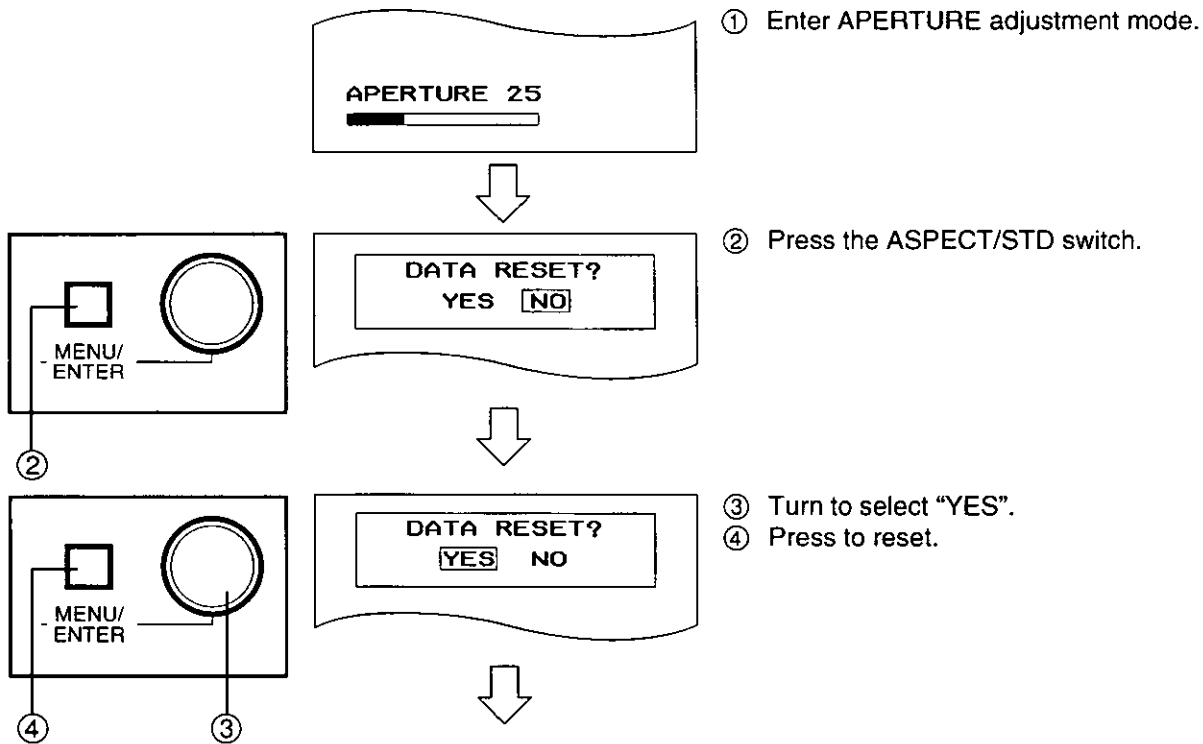 ① Enter APERTURE adjustment mode.
APERTURE 25
② Press the ASPECT/STD switch.
DATA RESET?
YES NO
MENU/
ENTER
②
③ Turn to select “YES”.
④ Press to reset.
DATA RESET?
YES NO
MENU/
ENTER
④ ③